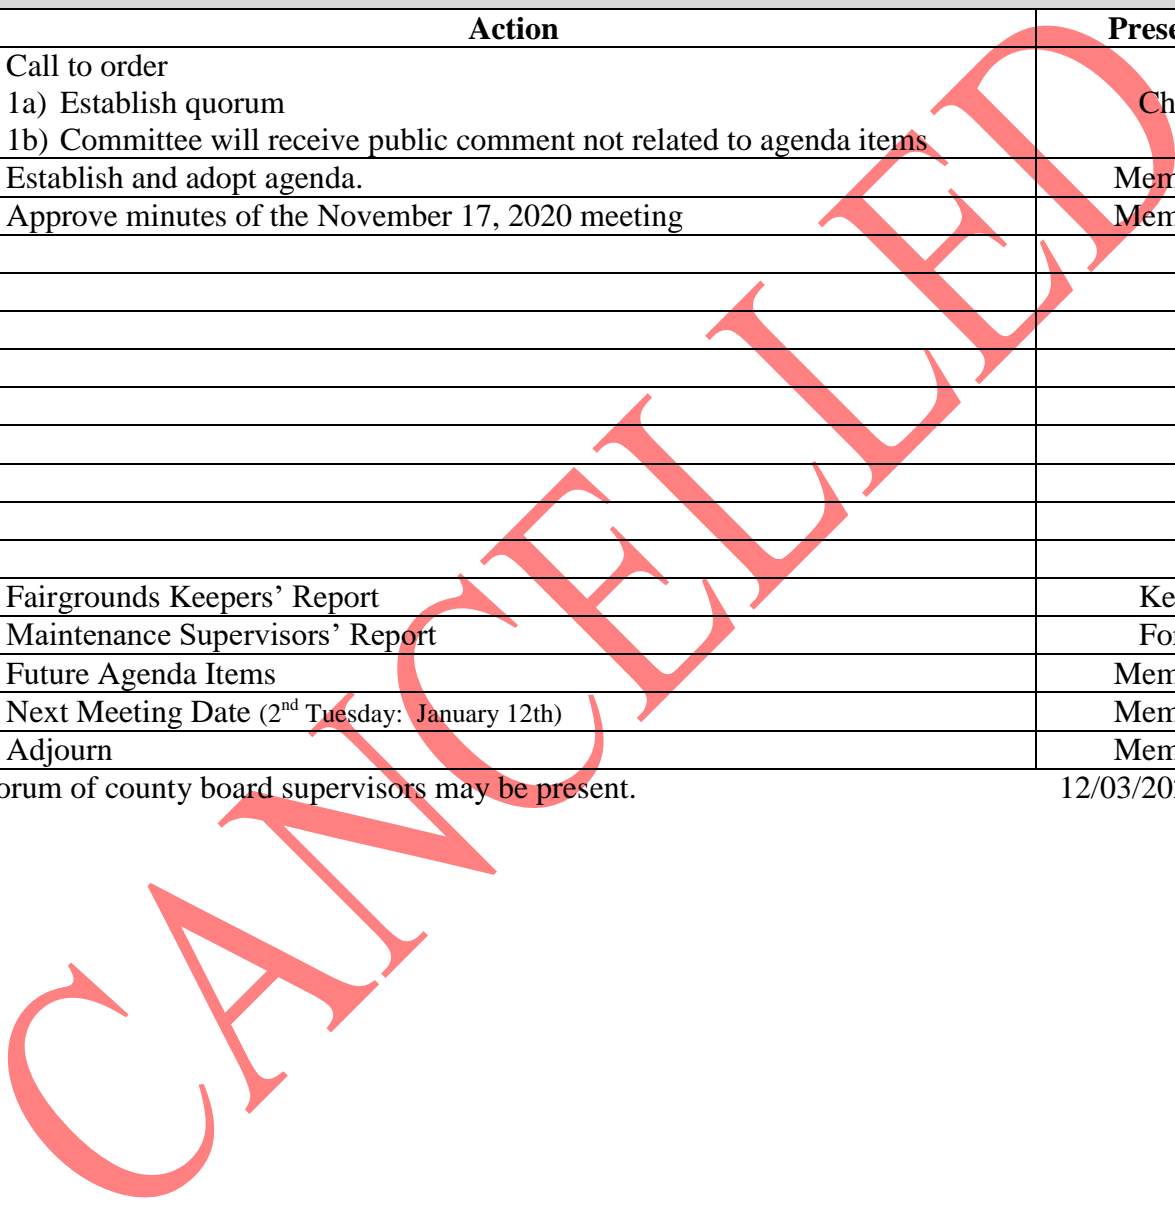 Action Prese
Call to order
1a) Establish quorum Ch
1b) Committee will receive public comment not related to agenda items
Establish and adopt agenda. Mem
Approve minutes of the November 17, 2020 meeting Mem
Fairgrounds Keepers’ Report Ke
Maintenance Supervisors’ Report For
Future Agenda Items Mem
Next Meeting Date (2nd Tuesday: January 12th) Mem
Adjourn Mem
orum of county board supervisors may be present. 12/03/202
CANCELLED